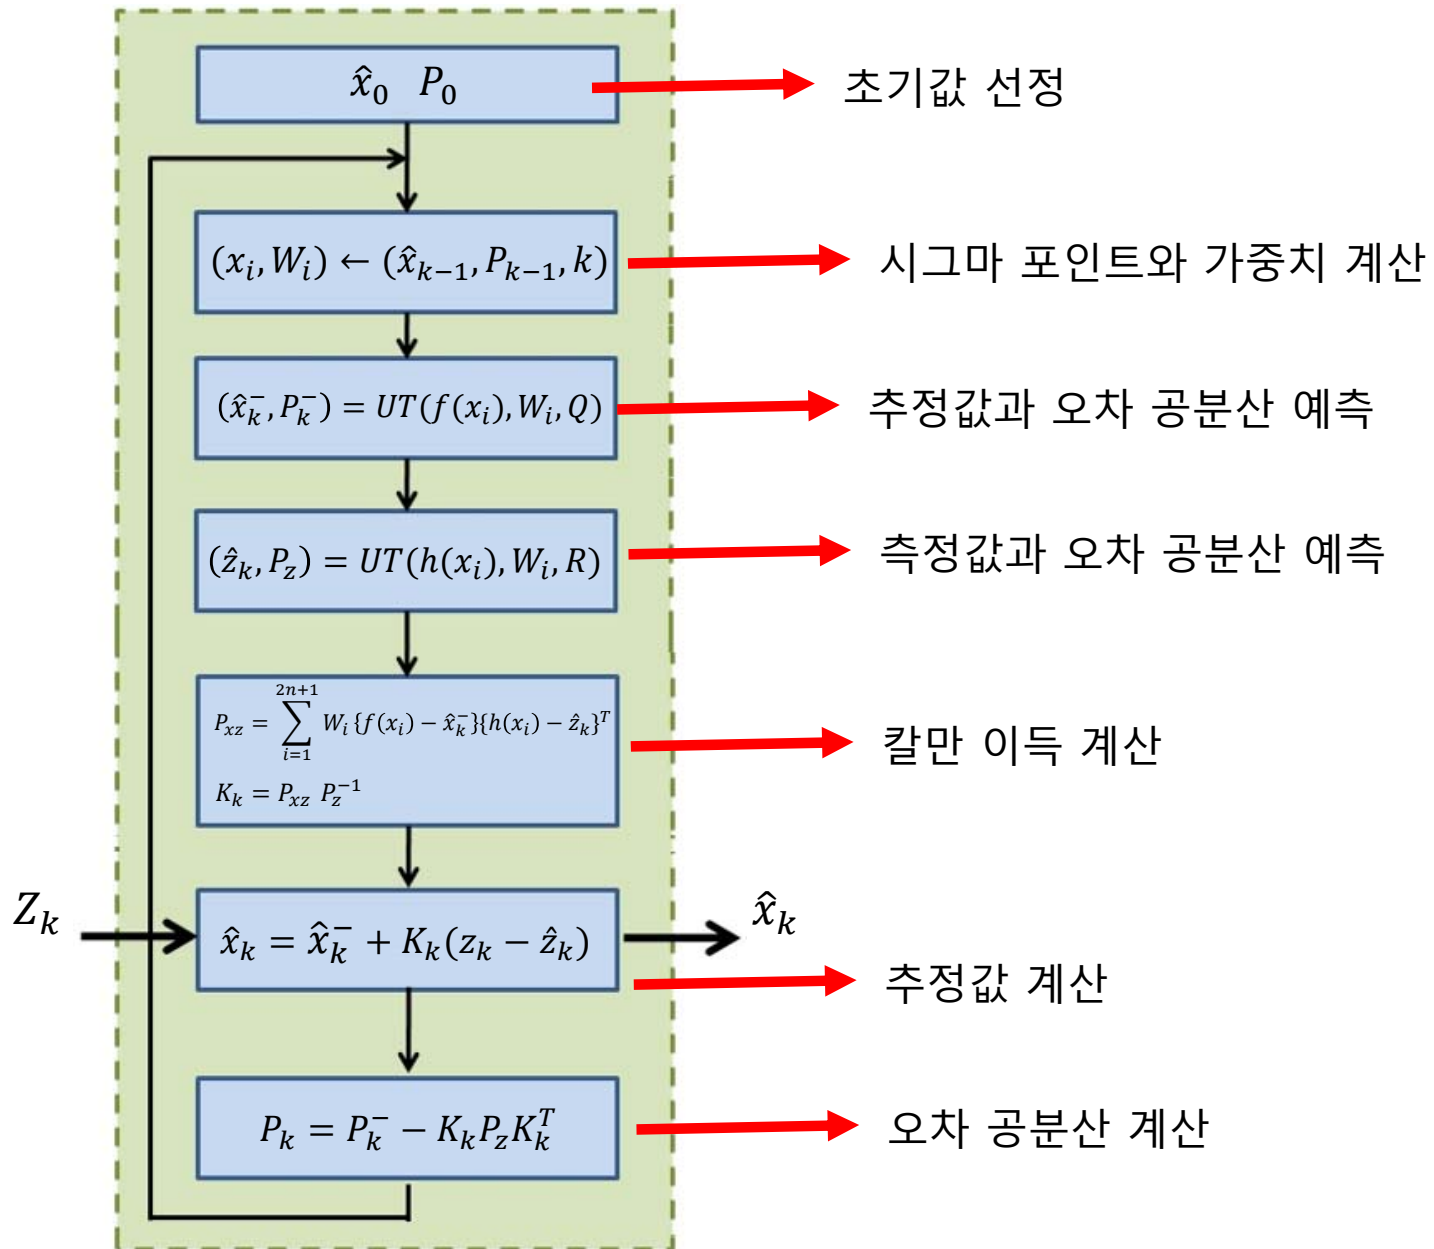 x̂₀ P₀
초기값 선정
(xᵢ, Wᵢ) ← (x̂ₖ₋₁, Pₖ₋₁, k)
시그마 포인트와 가중치 계산
(x̂ₖ⁻, Pₖ⁻) = UT(f(xᵢ), Wᵢ, Q)
추정값과 오차 공분산 예측
(ẑₖ, P_z) = UT(h(xᵢ), Wᵢ, R)
측정값과 오차 공분산 예측
P_xz = ∑_{i=1}^{2n+1} Wᵢ {f(xᵢ) − x̂ₖ⁻}{h(xᵢ) − ẑₖ}ᵀ
Kₖ = P_xz P_z⁻¹
칼만 이득 계산
Zₖ
x̂ₖ = x̂ₖ⁻ + Kₖ(zₖ − ẑₖ)
x̂ₖ
추정값 계산
Pₖ = Pₖ⁻ − KₖP_zKₖᵀ
오차 공분산 계산